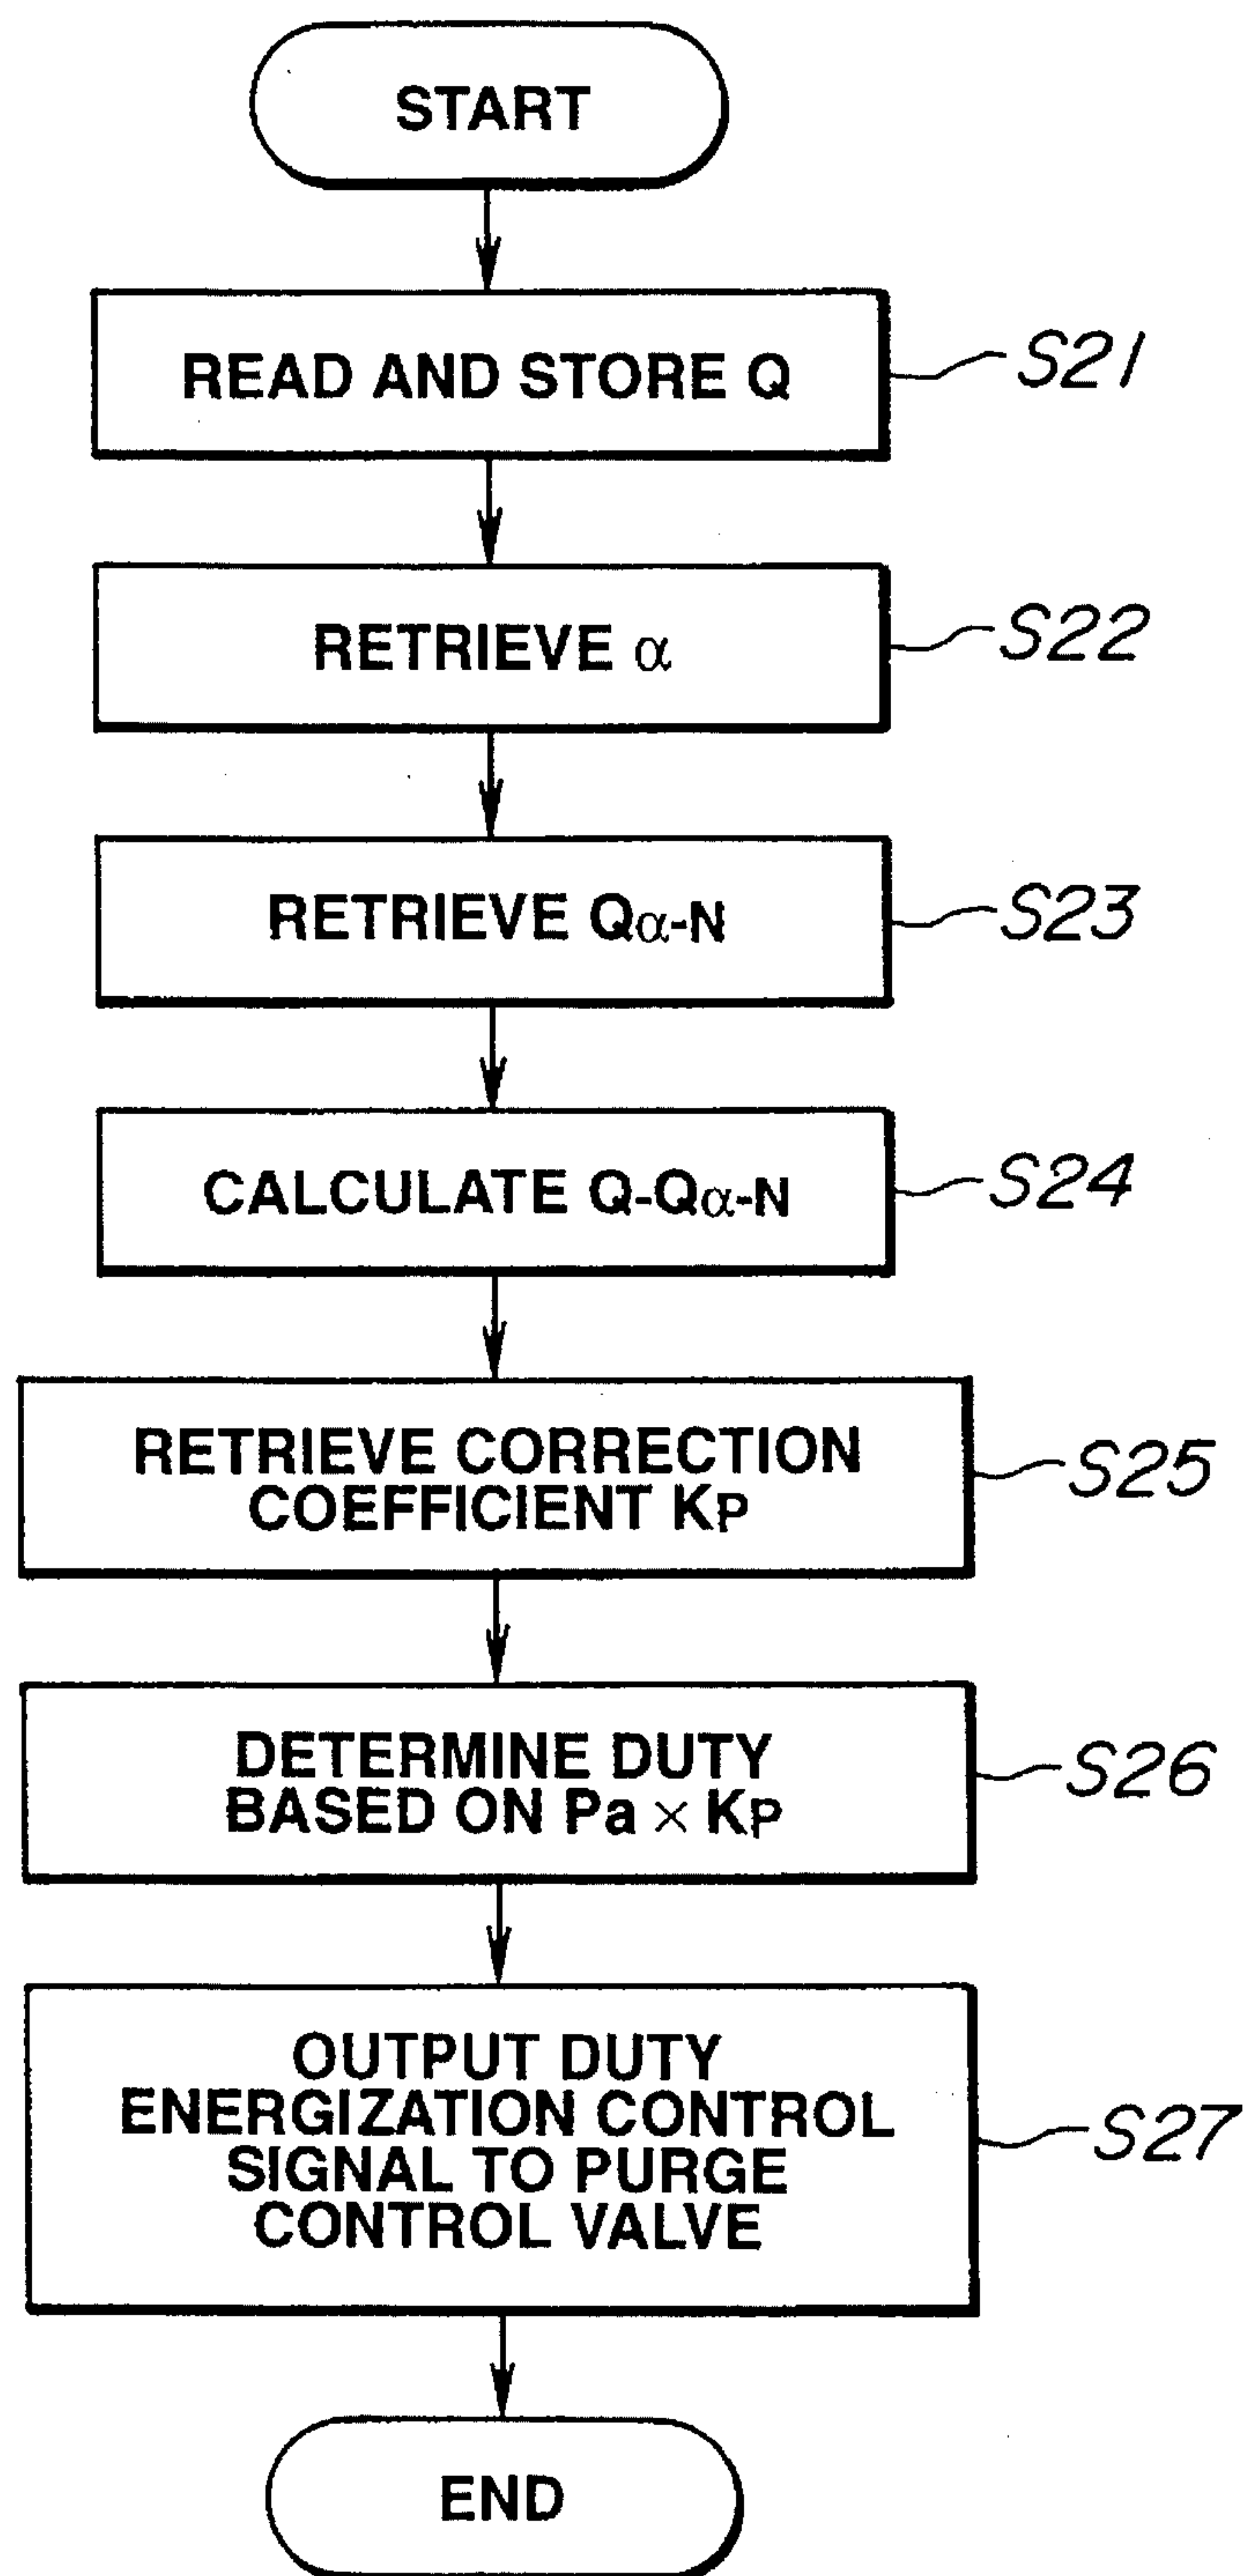 START
READ AND STORE Q
S21
RETRIEVE α
S22
RETRIEVE Qα-N
S23
CALCULATE Q-Qα-N
S24
RETRIEVE CORRECTION
COEFFICIENT KP
S25
DETERMINE DUTY
BASED ON Pa × KP
S26
OUTPUT DUTY
ENERGIZATION CONTROL
SIGNAL TO PURGE
CONTROL VALVE
S27
END